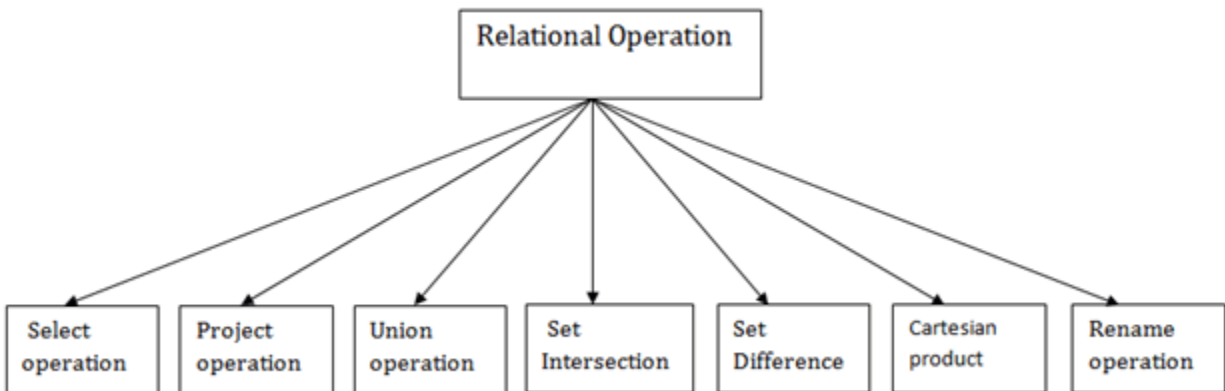 Relational Operation
Select
operation
Project
operation
Union
operation
Set
Intersection
Set
Difference
Cartesian
product
Rename
operation